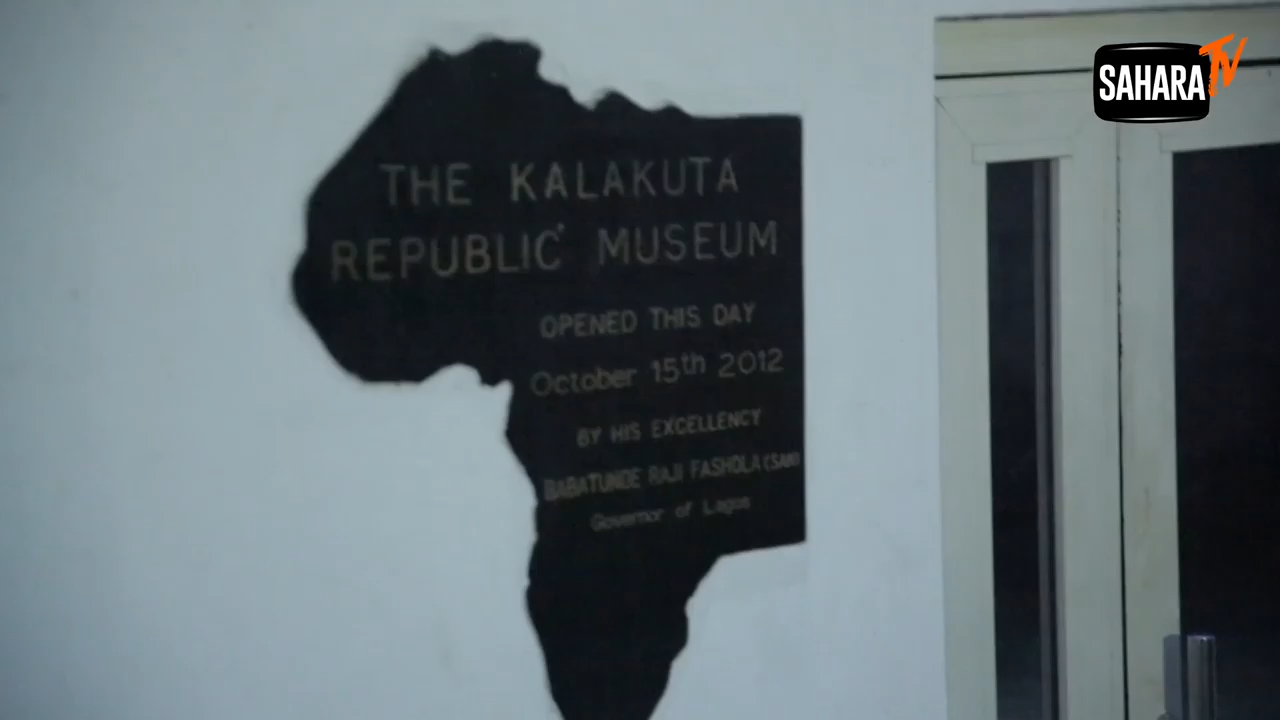 SAHARA TV
THE KALAKUTA
REPUBLIC MUSEUM
OPENED THIS DAY
October 15th 2012
BY HIS EXCELLENCY
BABATUNDE RAJI FASHOLA (SAN)
Governor of Lagos